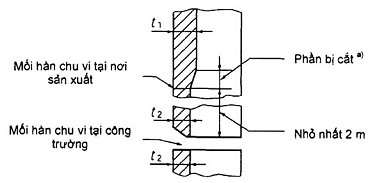 t1
Mối hàn chu vi tại nơi
sản xuất
Phần bị cắt a)
t2
Mối hàn chu vi tại công
trường
Nhỏ nhất 2 m
t2